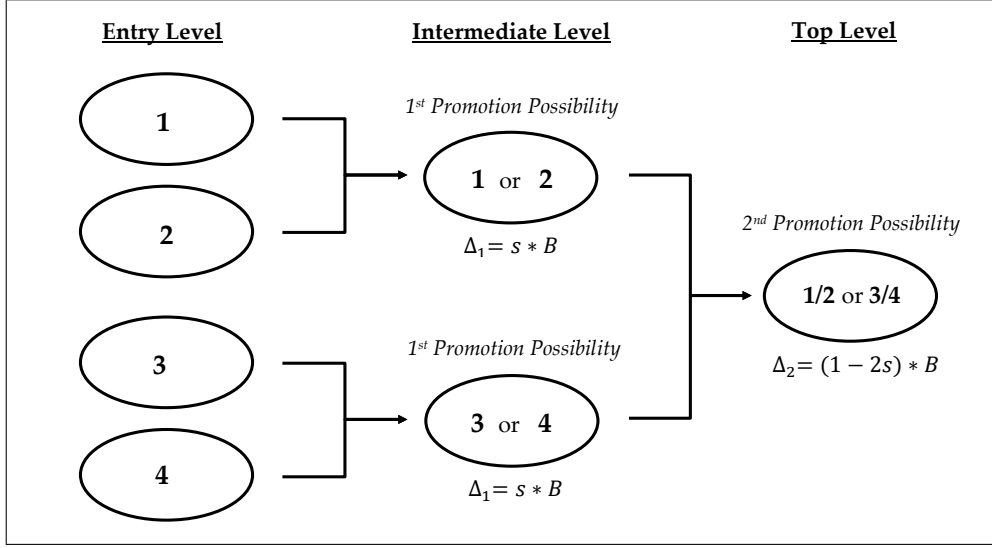 Entry Level
Intermediate Level
Top Level
1
2
3
4
1st Promotion Possibility
1 or 2
Δ₁= s ∗ B
1st Promotion Possibility
3 or 4
Δ₁= s ∗ B
2nd Promotion Possibility
1/2 or 3/4
Δ₂= (1 − 2s) ∗ B